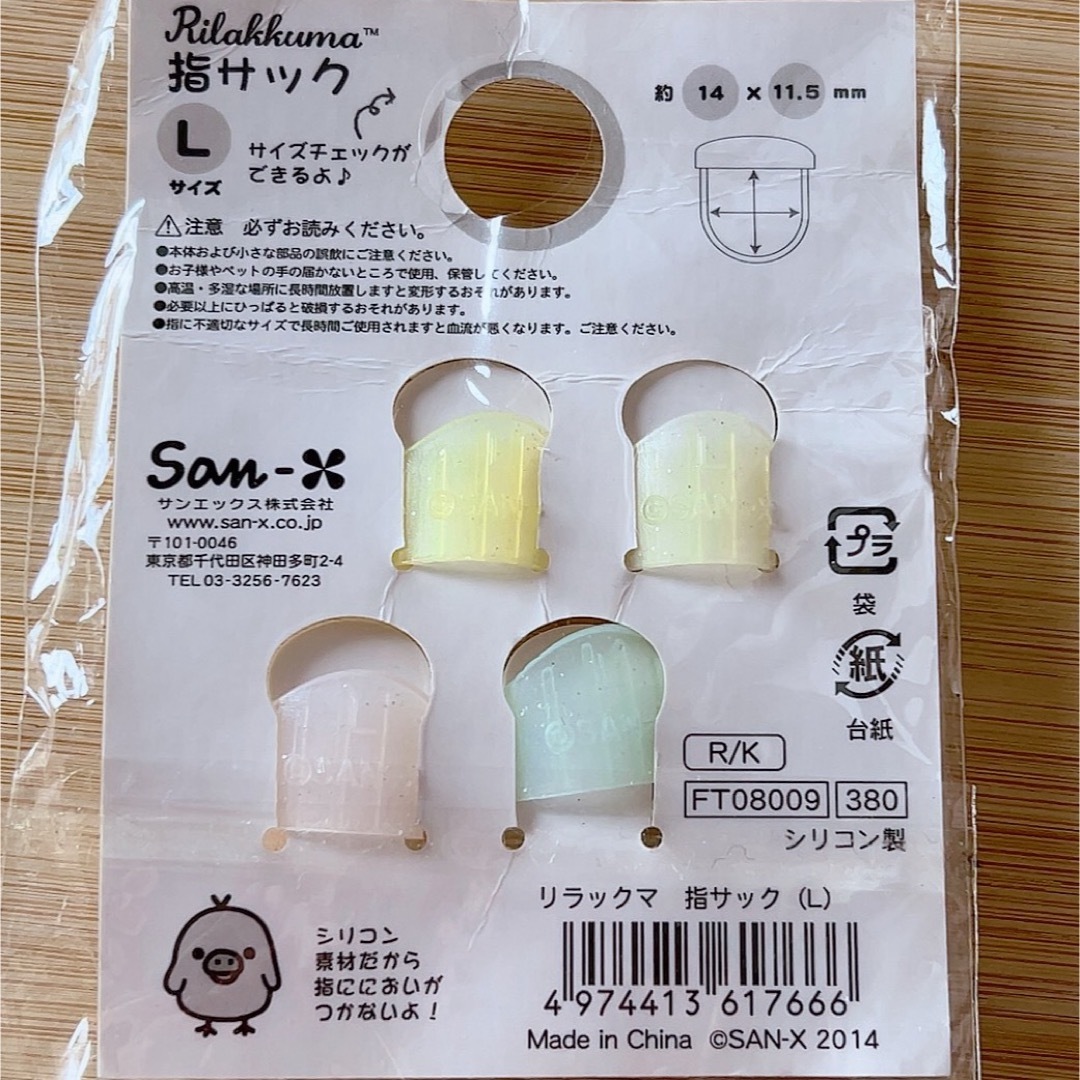 Rilakkuma™
指サック
L
サイズ
サイズチェックが
できるよ♪
約 14 x 11.5 mm
⚠注意 必ずお読みください。
●本体および小さな部品の誤飲にご注意ください。
●お子様やペットの手の届かないところで使用、保管してください。
●高温・多湿な場所に長時間放置しますと変形するおそれがあります。
●必要以上にひっぱると破損するおそれがあります。
●指に不適切なサイズで長時間ご使用されますと血流が悪くなります。ご注意ください。
San-X
サンエックス株式会社
www.san-x.co.jp
〒101-0046
東京都千代田区神田多町2-4
TEL 03-3256-7623
©SAN
©SAN-X
©SAN
©SAN
プラ
袋
紙
台紙
R/K
FT08009 380
シリコン製
シリコン
素材だから
指ににおいが
つかないよ!
リラックマ 指サック (L)
4 974413 617666
Made in China ©SAN-X 2014